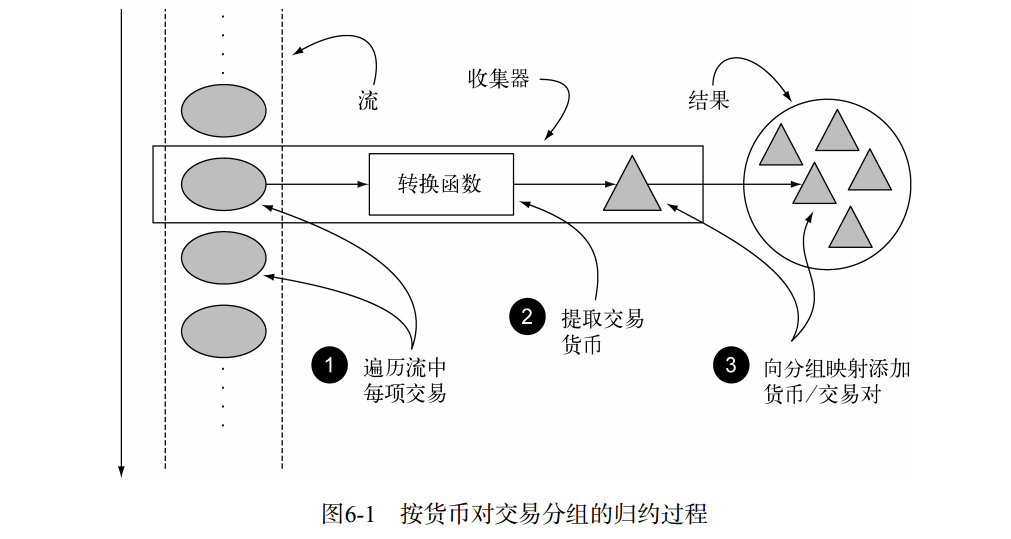 流
收集器
结果
转换函数
1
遍历流中
每项交易
2
提取交易
货币
3
向分组映射添加
货币/交易对
图6-1 按货币对交易分组的归约过程